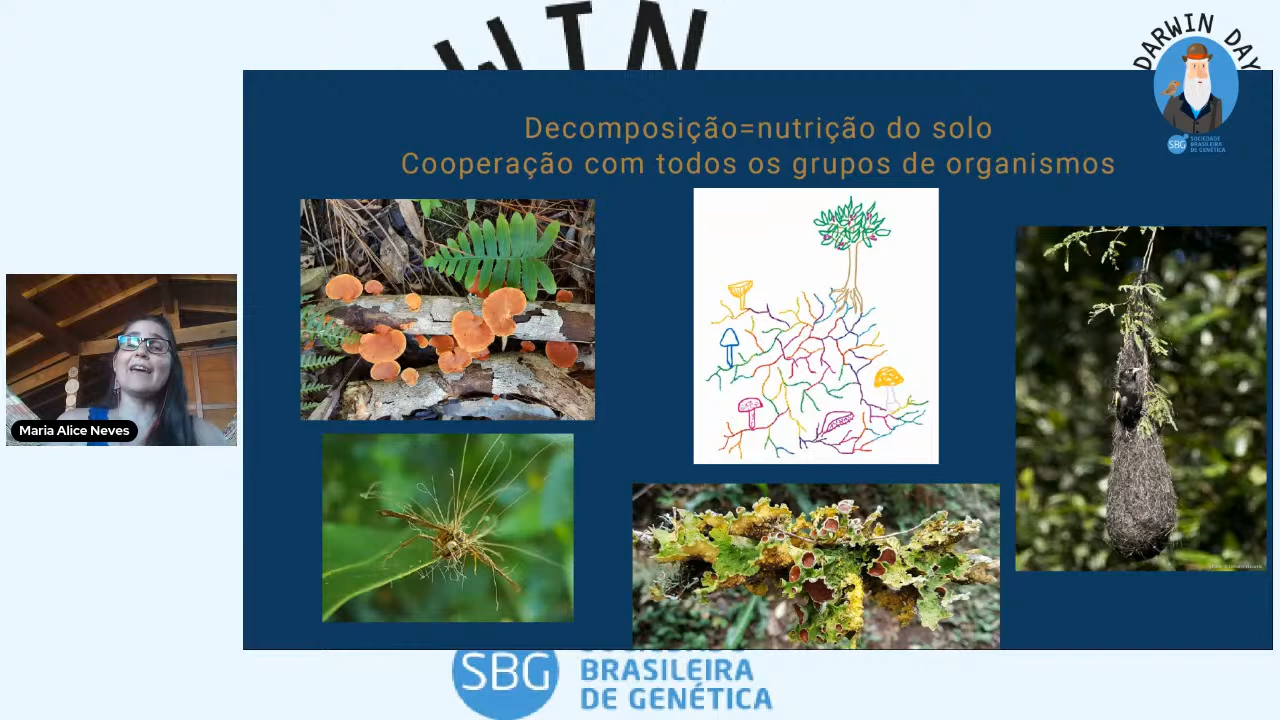 WIN
DARWIN DAY
SBG
SOCIEDADE
BRASILEIRA
DE GENÉTICA
Decomposição=nutrição do solo
Cooperação com todos os grupos de organismos
Maria Alice Neves
SBG
BRASILEIRA
DE GENÉTICA